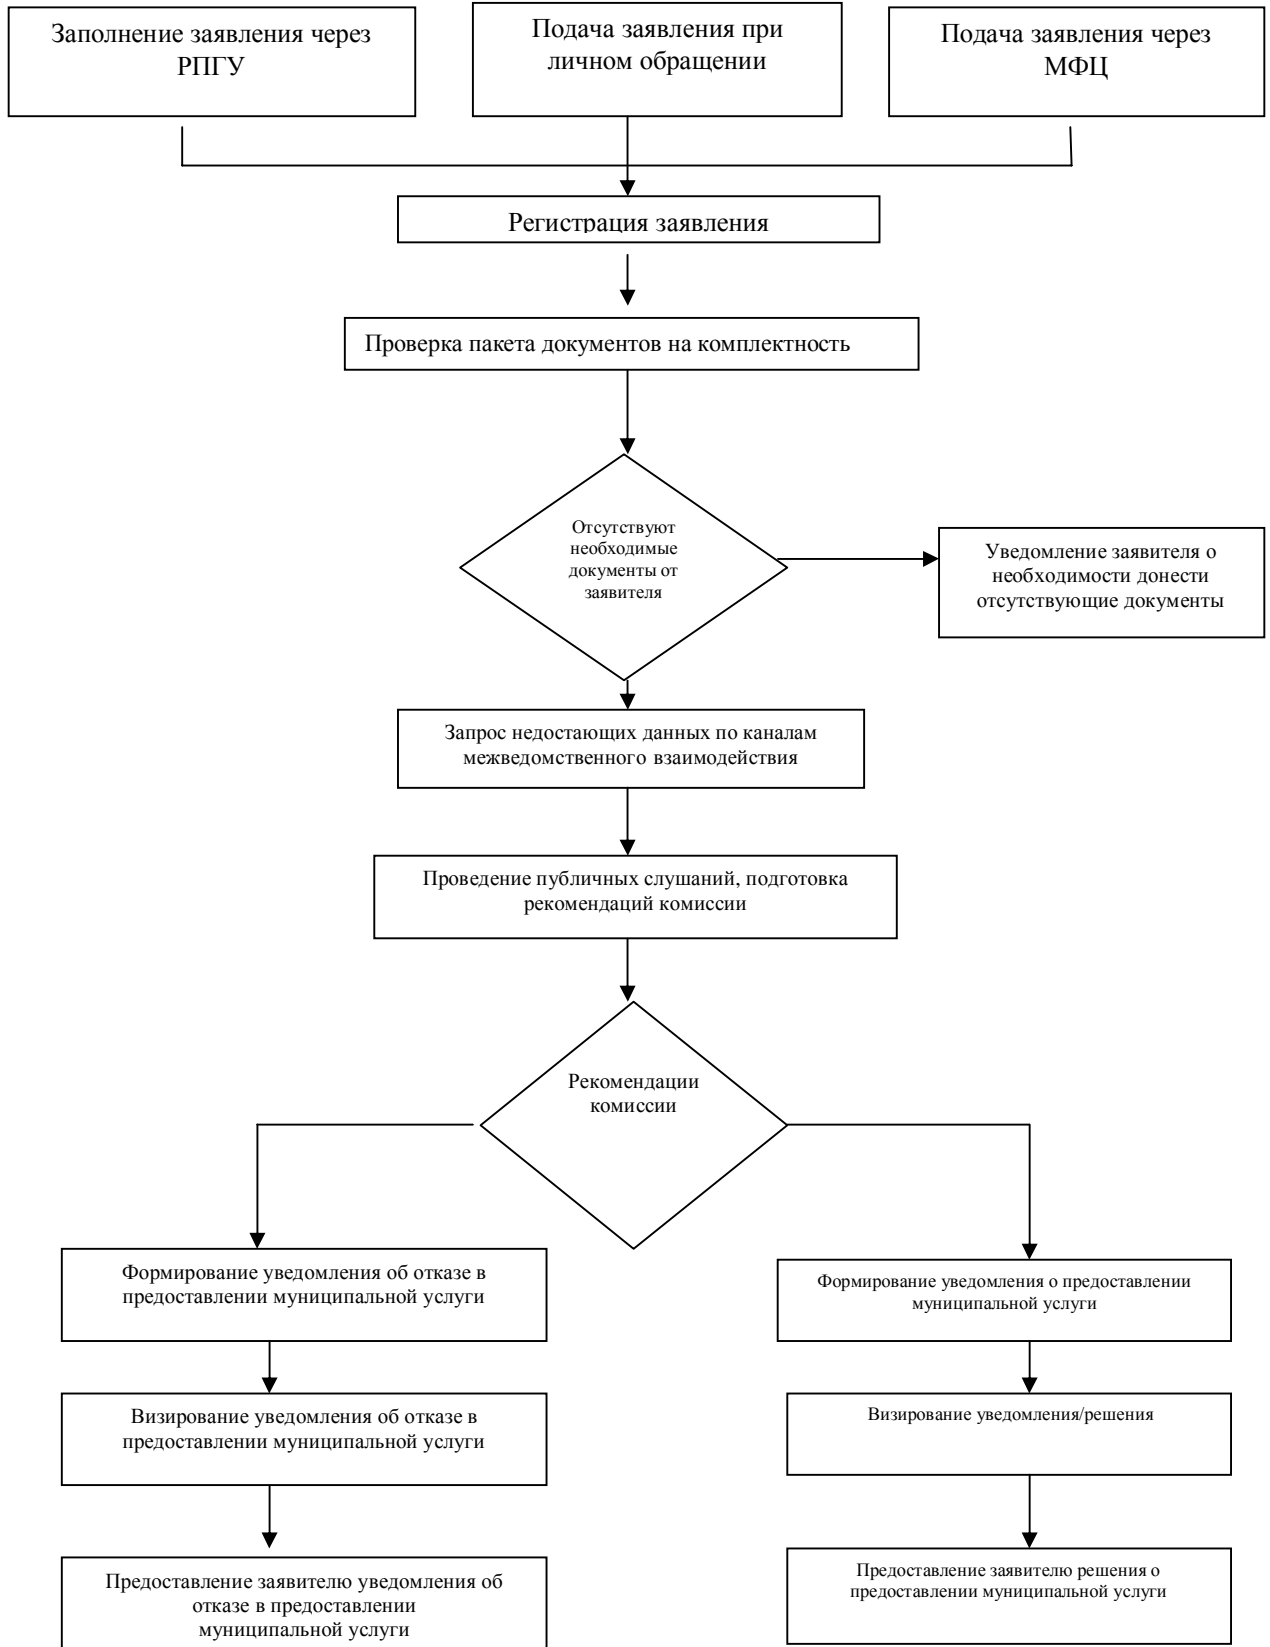 Заполнение заявления через
РПГУ
Подача заявления при
личном обращении
Подача заявления через
МФЦ
Регистрация заявления
Проверка пакета документов на комплектность
Отсутствуют
необходимые
документы от
заявителя
Уведомление заявителя о
необходимости донести
отсутствующие документы
Запрос недостающих данных по каналам
межведомственного взаимодействия
Проведение публичных слушаний, подготовка
рекомендаций комиссии
Рекомендации
комиссии
Формирование уведомления об отказе в
предоставлении муниципальной услуги
Формирование уведомления о предоставлении
муниципальной услуги
Визирование уведомления об отказе в
предоставлении муниципальной услуги
Визирование уведомления/решения
Предоставление заявителю уведомления об
отказе в предоставлении
муниципальной услуги
Предоставление заявителю решения о
предоставлении муниципальной услуги